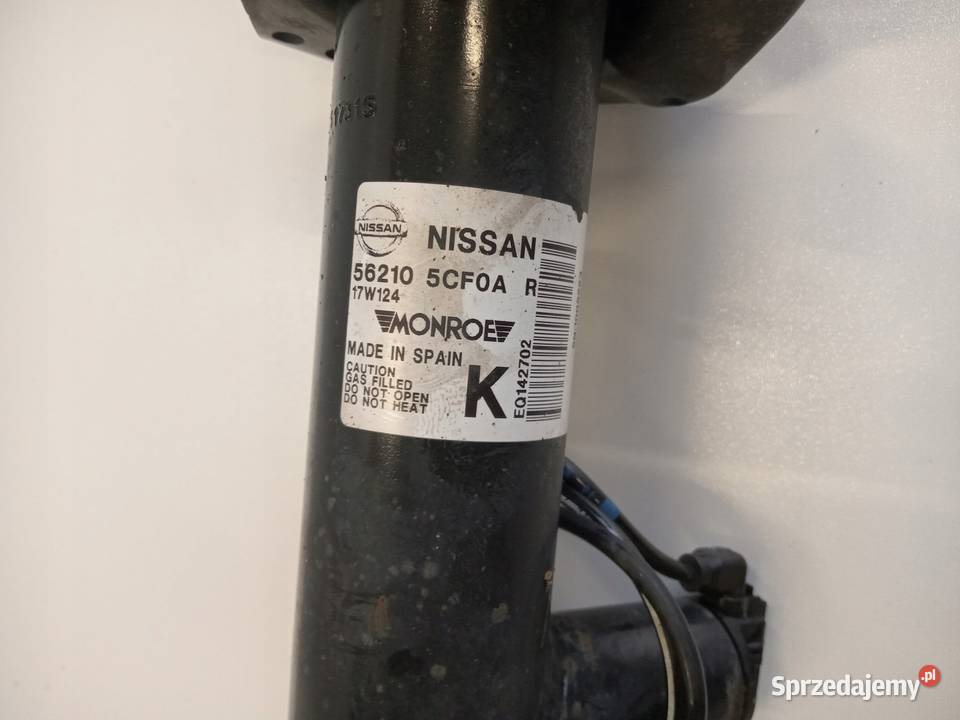 17315
NISSAN
NISSAN
56210 5CF0A R
17W124
MONROE
MADE IN SPAIN
CAUTION
GAS FILLED
DO NOT OPEN
DO NOT HEAT
K
EQ142702
Sprzedajemy.pl